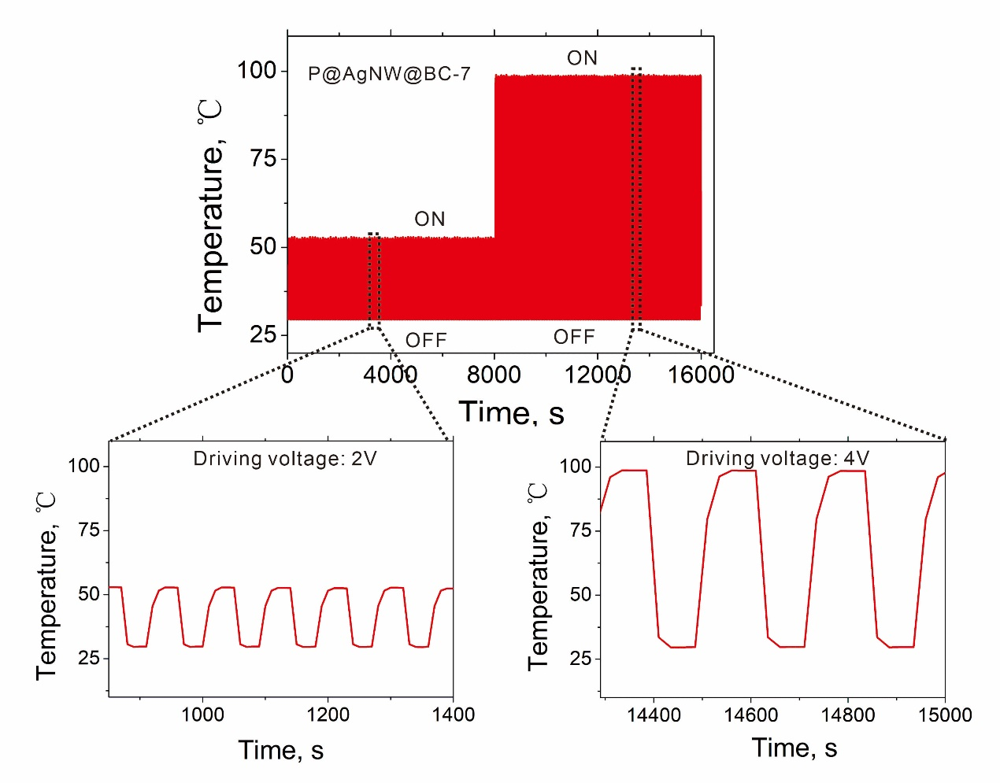 P@AgNW@BC-7
ON
ON
OFF
OFF
Temperature, ℃
100
75
50
25
0 4000 8000 12000 16000
Time, s
Driving voltage: 2V
Temperature, ℃
100
75
50
25
1000 1200 1400
Time, s
Driving voltage: 4V
Temperature, ℃
100
75
50
25
14400 14600 14800 15000
Time, s